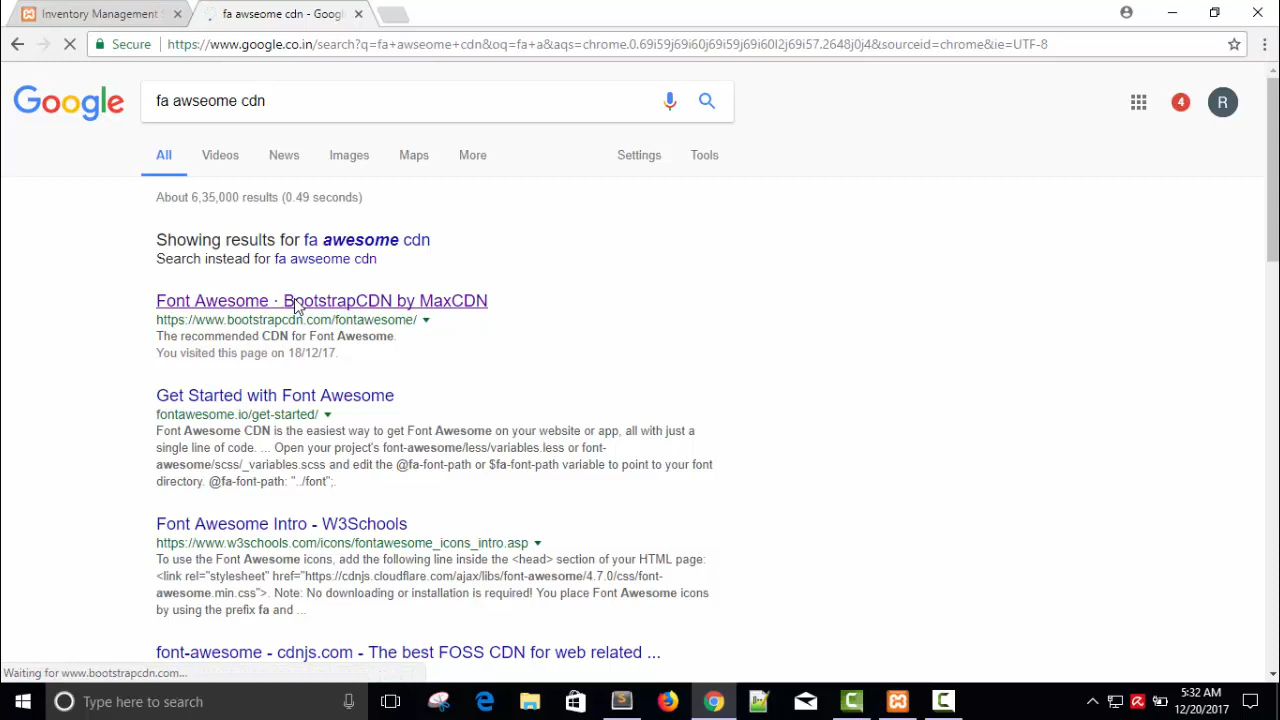 Inventory Management S
fa awseome cdn - Googl
Secure
https://www.google.co.in/search?q=fa+awseome+cdn&oq=fa+a&aqs=chrome.0.69i59j69i60j69i59j69i60l2j69i57.2648j0j4&sourceid=chrome&ie=UTF-8
Google
fa awseome cdn
4
R
All Videos News Images Maps More Settings Tools
About 6,35,000 results (0.49 seconds)
Showing results for fa awesome cdn
Search instead for fa awseome cdn
Font Awesome · BootstrapCDN by MaxCDN
https://www.bootstrapcdn.com/fontawesome/
The recommended CDN for Font Awesome.
You visited this page on 18/12/17.
Get Started with Font Awesome
fontawesome.io/get-started/
Font Awesome CDN is the easiest way to get Font Awesome on your website or app, all with just a
single line of code. ... Open your project's font-awesome/less/variables.less or font-
awesome/scss/_variables.scss and edit the @fa-font-path or $fa-font-path variable to point to your font
directory. @fa-font-path: "../font";.
Font Awesome Intro - W3Schools
https://www.w3schools.com/icons/fontawesome_icons_intro.asp
To use the Font Awesome icons, add the following line inside the <head> section of your HTML page:
<link rel="stylesheet" href="https://cdnjs.cloudflare.com/ajax/libs/font-awesome/4.7.0/css/font-
awesome.min.css">. Note: No downloading or installation is required! You place Font Awesome icons
by using the prefix fa and ...
font-awesome - cdnjs.com - The best FOSS CDN for web related ...
Waiting for www.bootstrapcdn.com...
Type here to search
5:32 AM
12/20/2017